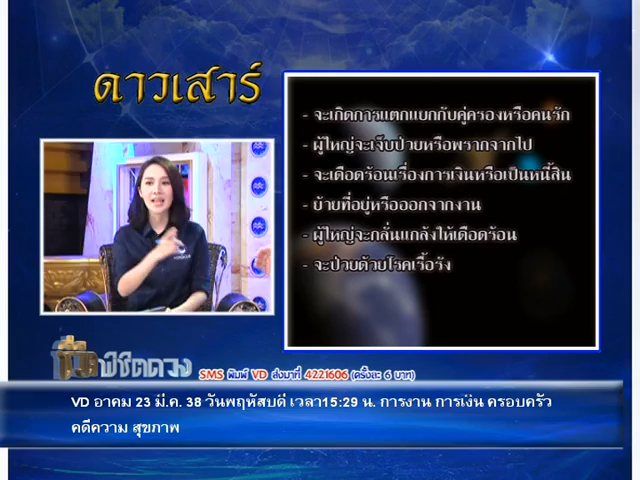 ดาวเสาร์
- จะเกิดการแตกแยกกับคู่ครองหรือคนรัก
- ผู้ใหญ่จะเจ็บป่วยหรือพรากจากไป
- จะเดือดร้อนเรื่องการเงินหรือเป็นหนี้สิน
- ย้ายที่อยู่หรือออกจากงาน
- ผู้ใหญ่จะกลั่นแกล้งให้เดือดร้อน
- จะป่วยด้วยโรคเรื้อรัง
พิชิตดวง
SMS พิมพ์ VD ส่งมาที่ 4221606 (ครั้งละ 6 บาท)
VD อาคม 23 มี.ค. 38 วันพฤหัสบดี เวลา15:29 น. การงาน การเงิน ครอบครัว
คดีความ สุขภาพ